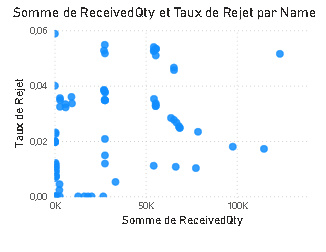 Somme de ReceivedQty et Taux de Rejet par Name
0,06
0,04
0,02
0,00
Taux de Rejet
0K
50K
100K
Somme de ReceivedQty